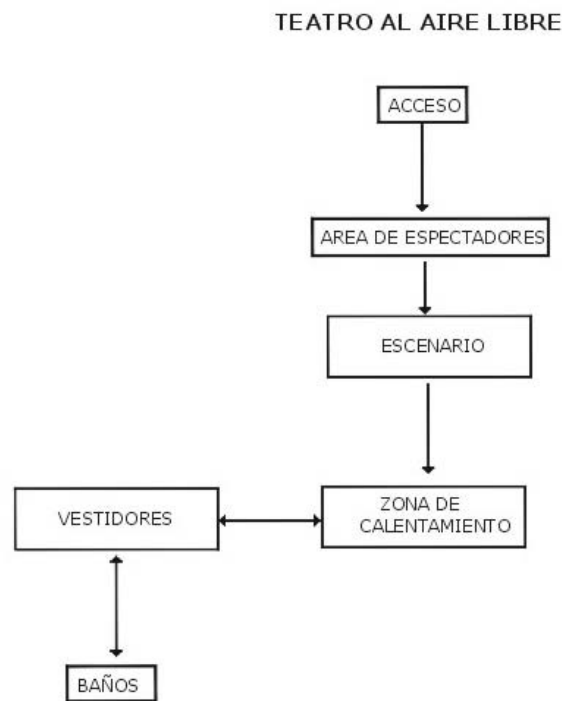 TEATRO AL AIRE LIBRE
ACCESO
AREA DE ESPECTADORES
ESCENARIO
ZONA DE
CALENTAMIENTO
VESTIDORES
BAÑOS